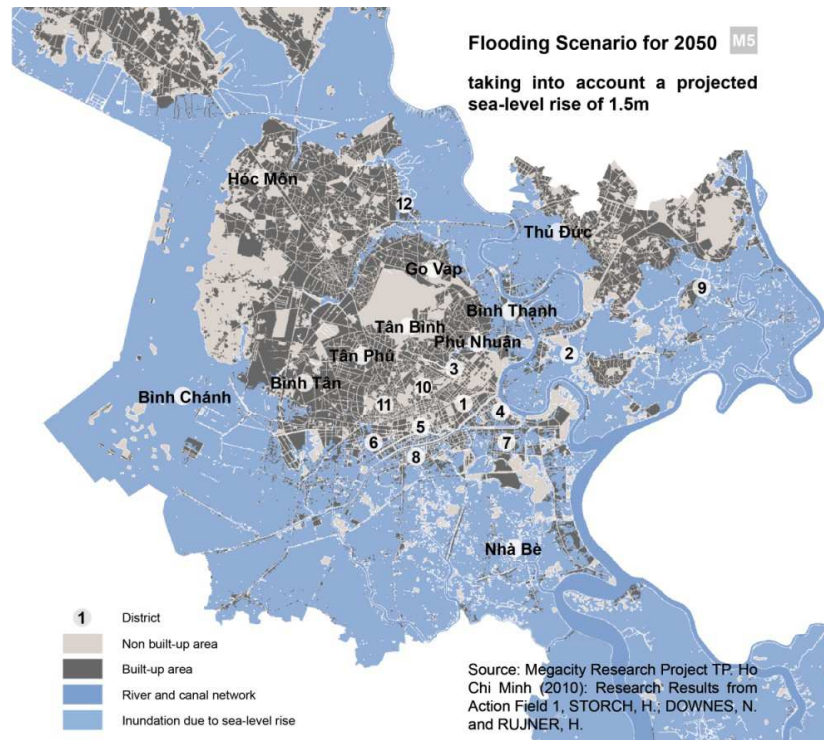 Flooding Scenario for 2050 M5
taking into account a projected
sea-level rise of 1.5m
Hóc Môn
12
Thủ Đức
Go Vap
9
Bình Thạnh
Tân Bình
Phú Nhuận
Tân Phú
2
3
Bình Tân
10
Bình Chánh
11
1
4
5
6
7
8
Nhà Bè
1 District
Non built-up area
Built-up area
River and canal network
Inundation due to sea-level rise
Source: Megacity Research Project TP. Ho
Chi Minh (2010): Research Results from
Action Field 1, STORCH, H.; DOWNES, N.
and RUJNER, H.